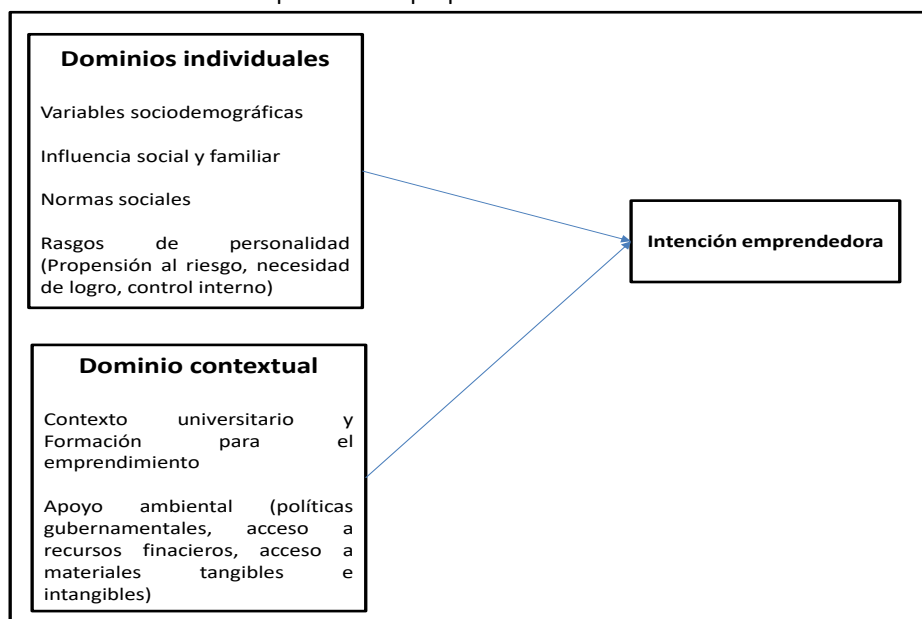 Dominios individuales
Variables sociodemográficas
Influencia social y familiar
Normas sociales
Rasgos de personalidad
(Propensión al riesgo, necesidad
de logro, control interno)
Intención emprendedora
Dominio contextual
Contexto universitario y
Formación para el
emprendimiento
Apoyo ambiental (políticas
gubernamentales, acceso a
recursos finacieros, acceso a
materiales tangibles e
intangibles)